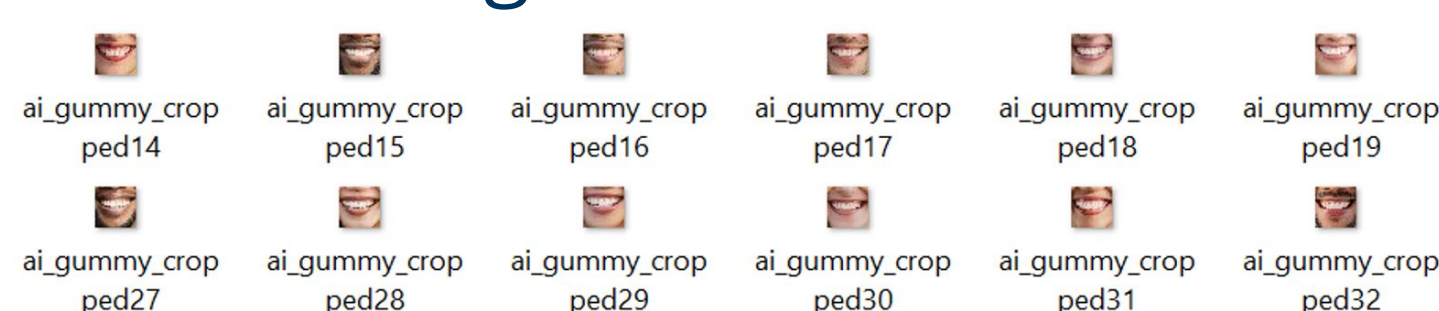 ai_gummy_crop ai_gummy_crop ai_gummy_crop ai_gummy_crop ai_gummy_crop ai_gummy_crop
ped14 ped15 ped16 ped17 ped18 ped19
ai_gummy_crop ai_gummy_crop ai_gummy_crop ai_gummy_crop ai_gummy_crop ai_gummy_crop
ped27 ped28 ped29 ped30 ped31 ped32